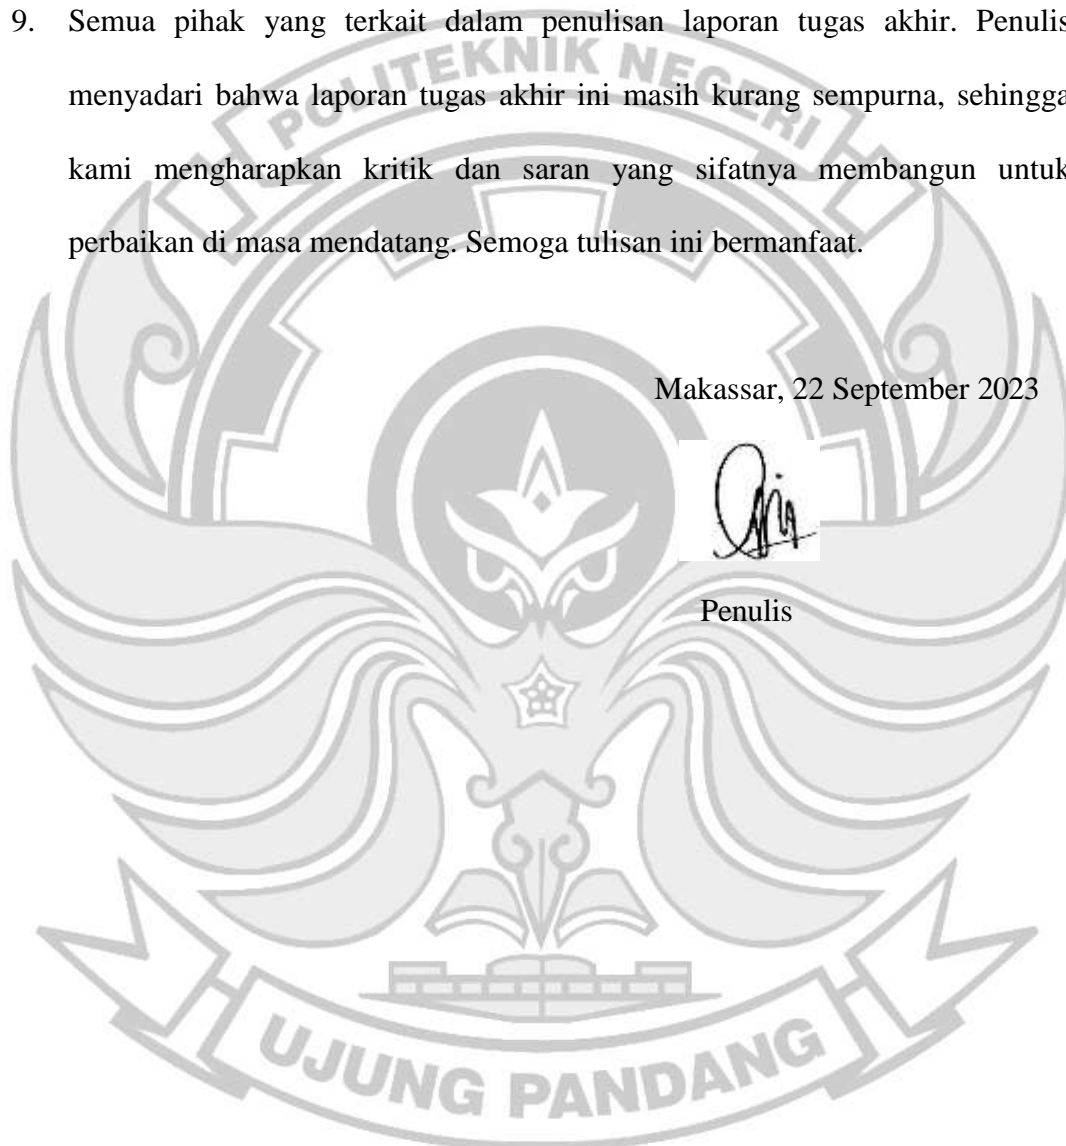 9. Semua pihak yang terkait dalam penulisan laporan tugas akhir. Penulis
menyadari bahwa laporan tugas akhir ini masih kurang sempurna, sehingga
kami mengharapkan kritik dan saran yang sifatnya membangun untuk
perbaikan di masa mendatang. Semoga tulisan ini bermanfaat.
Makassar, 22 September 2023
Penulis
POLITEKNIK NEGERI
UJUNG PANDANG